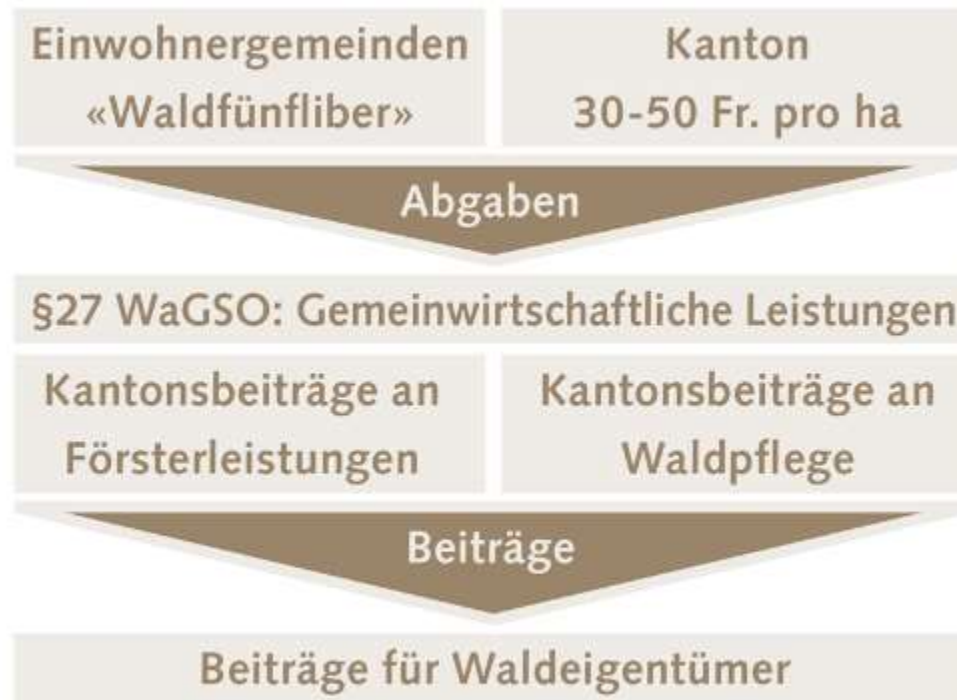 Einwohnergemeinden
«Waldfünfliber»
Kanton
30-50 Fr. pro ha
Abgaben
§27 WaGSO: Gemeinwirtschaftliche Leistungen
Kantonsbeiträge an
Försterleistungen
Kantonsbeiträge an
Waldpflege
Beiträge
Beiträge für Waldeigentümer